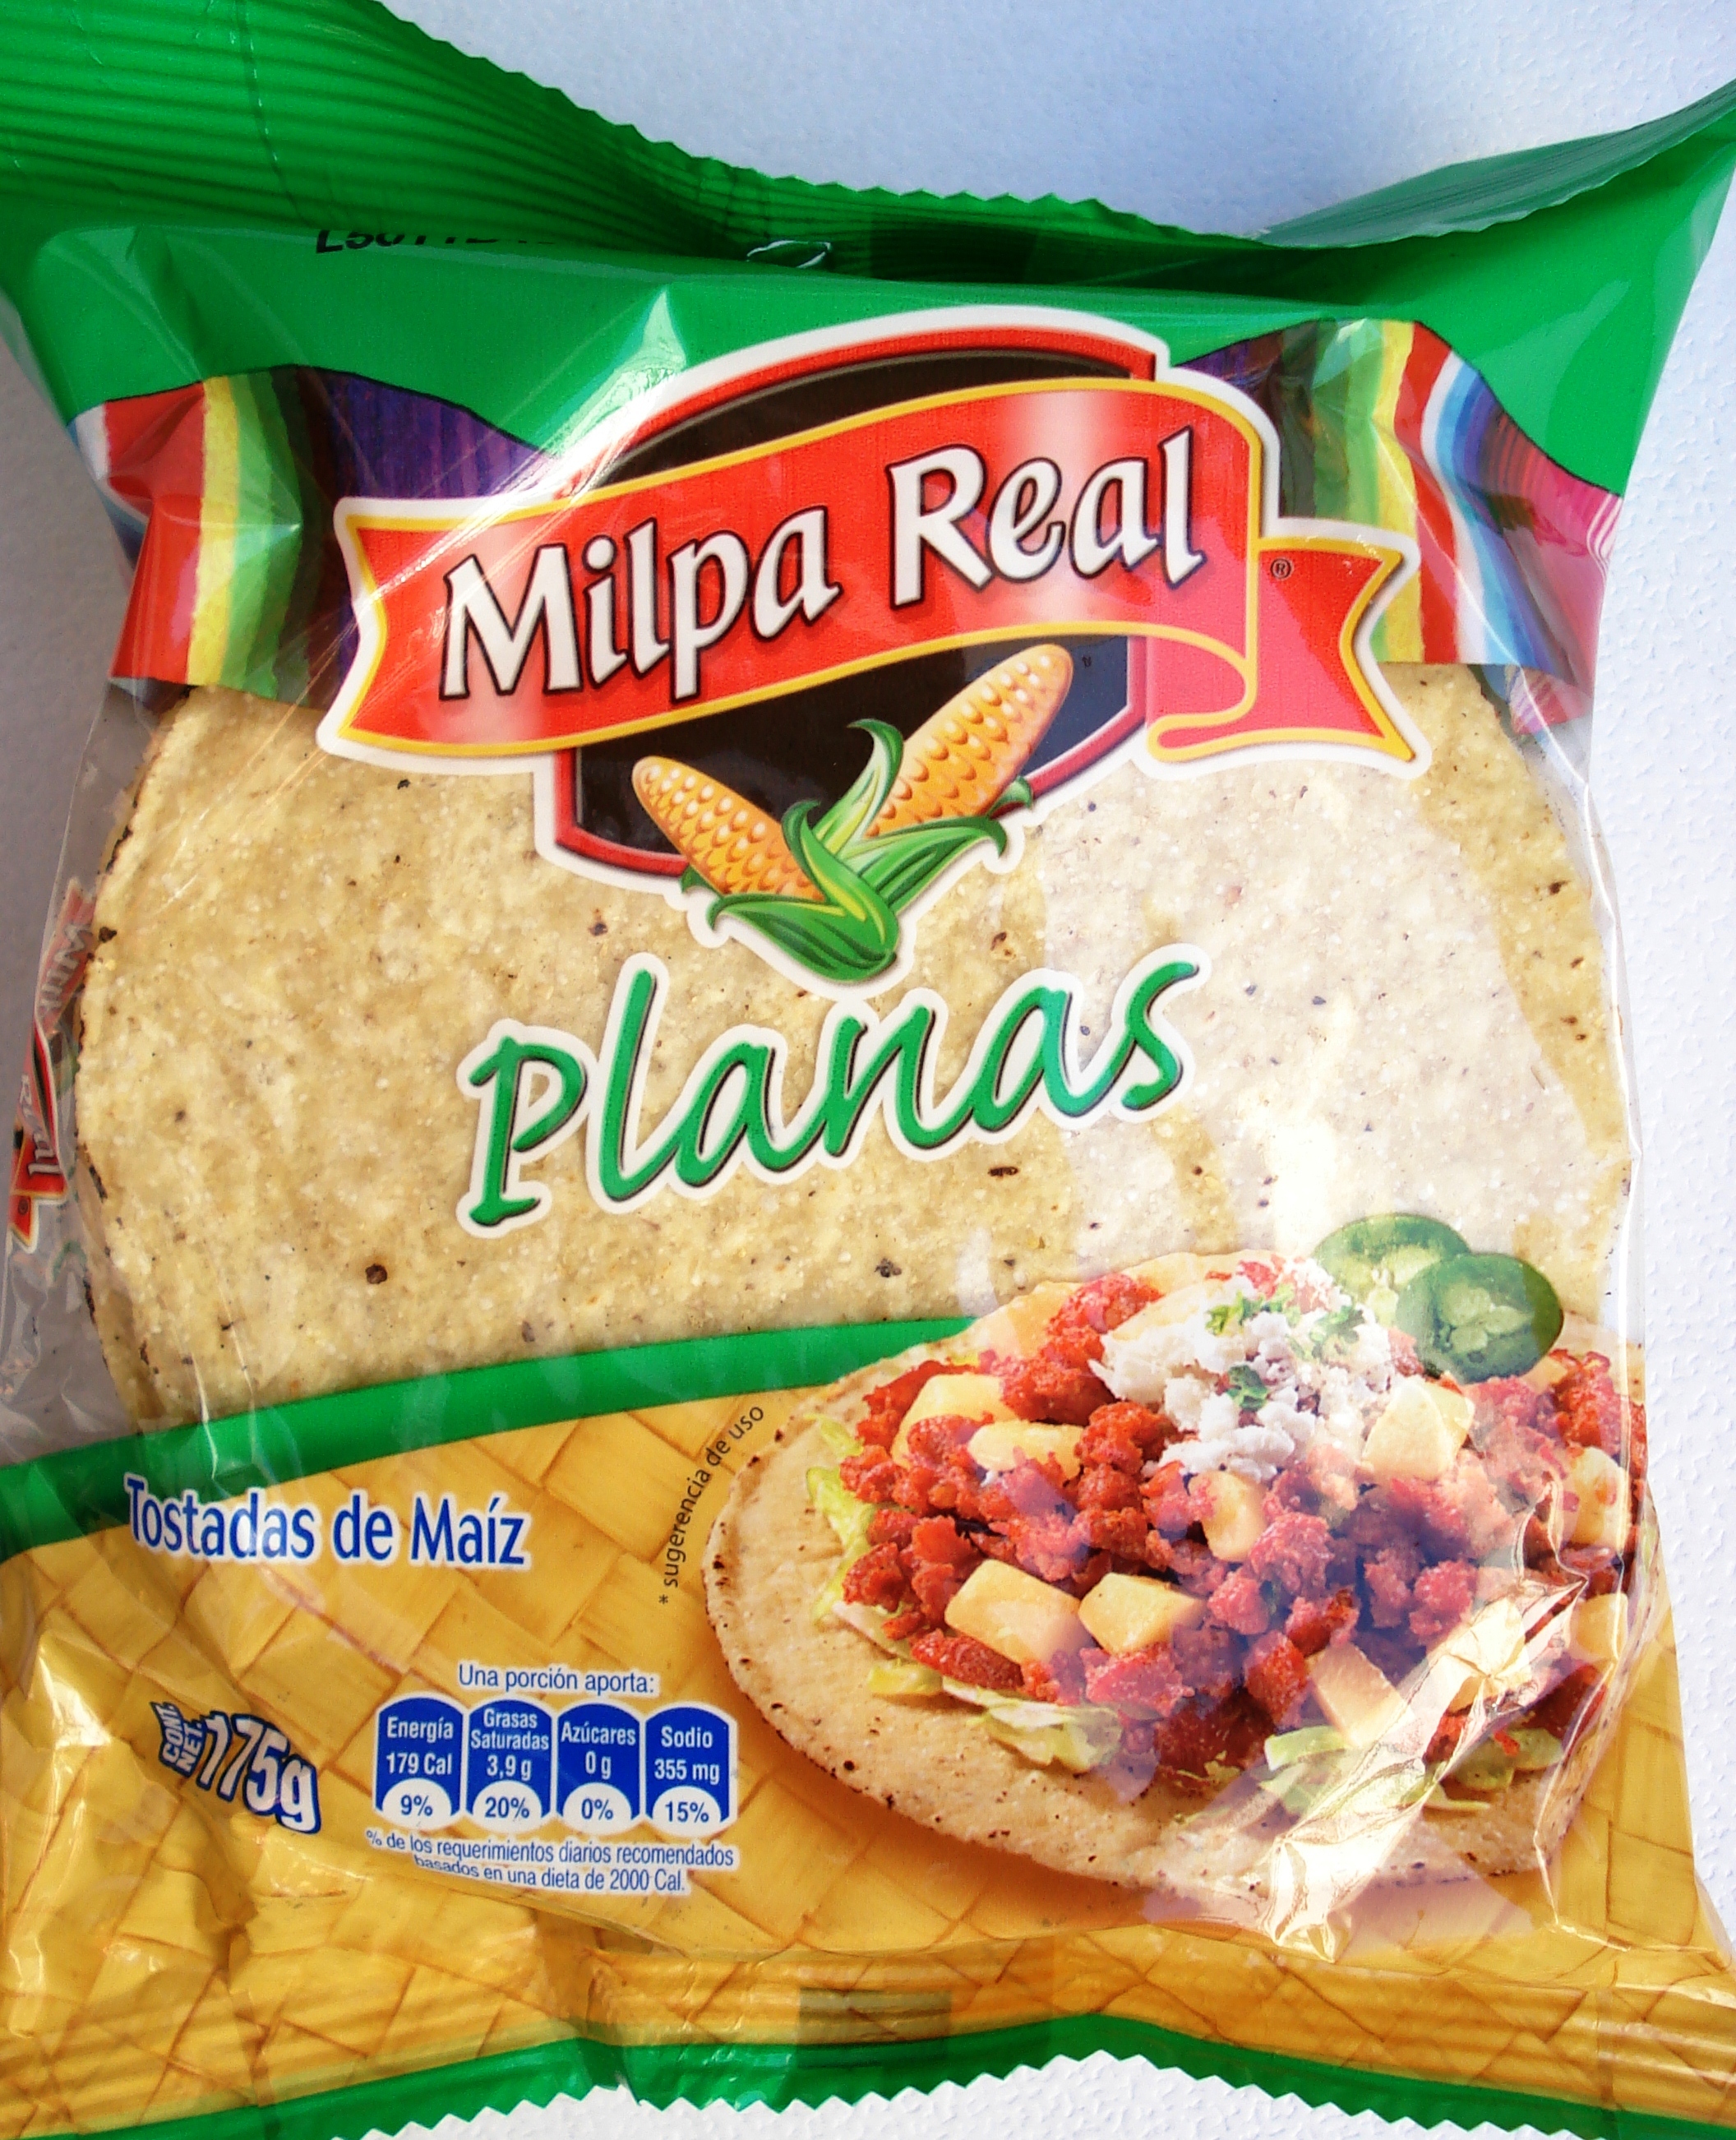 Milpa Real
®
Planas
Tostadas de Maíz
* sugerencia de uso
CONT.
NET.
175g
Una porción aporta:
Energía
179 Cal
9%
Grasas
Saturadas
3,9 g
20%
Azúcares
0 g
0%
Sodio
355 mg
15%
% de los requerimientos diarios recomendados
basados en una dieta de 2000 Cal.